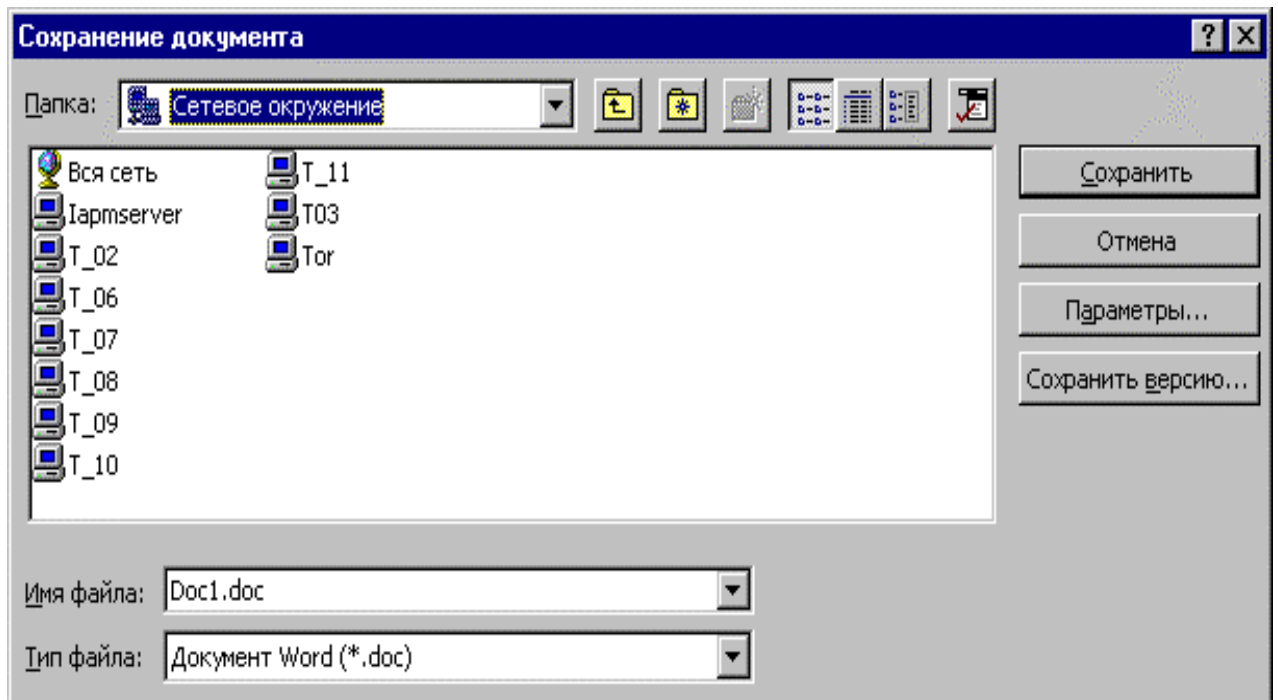 Сохранение документа
Папка: Сетевое окружение
Вся сеть
Iapmserver
T_02
T_06
T_07
T_08
T_09
T_10
T_11
T03
Tor
Сохранить
Отмена
Параметры...
Сохранить версию...
Имя файла: Doc1.doc
Тип файла: Документ Word (*.doc)